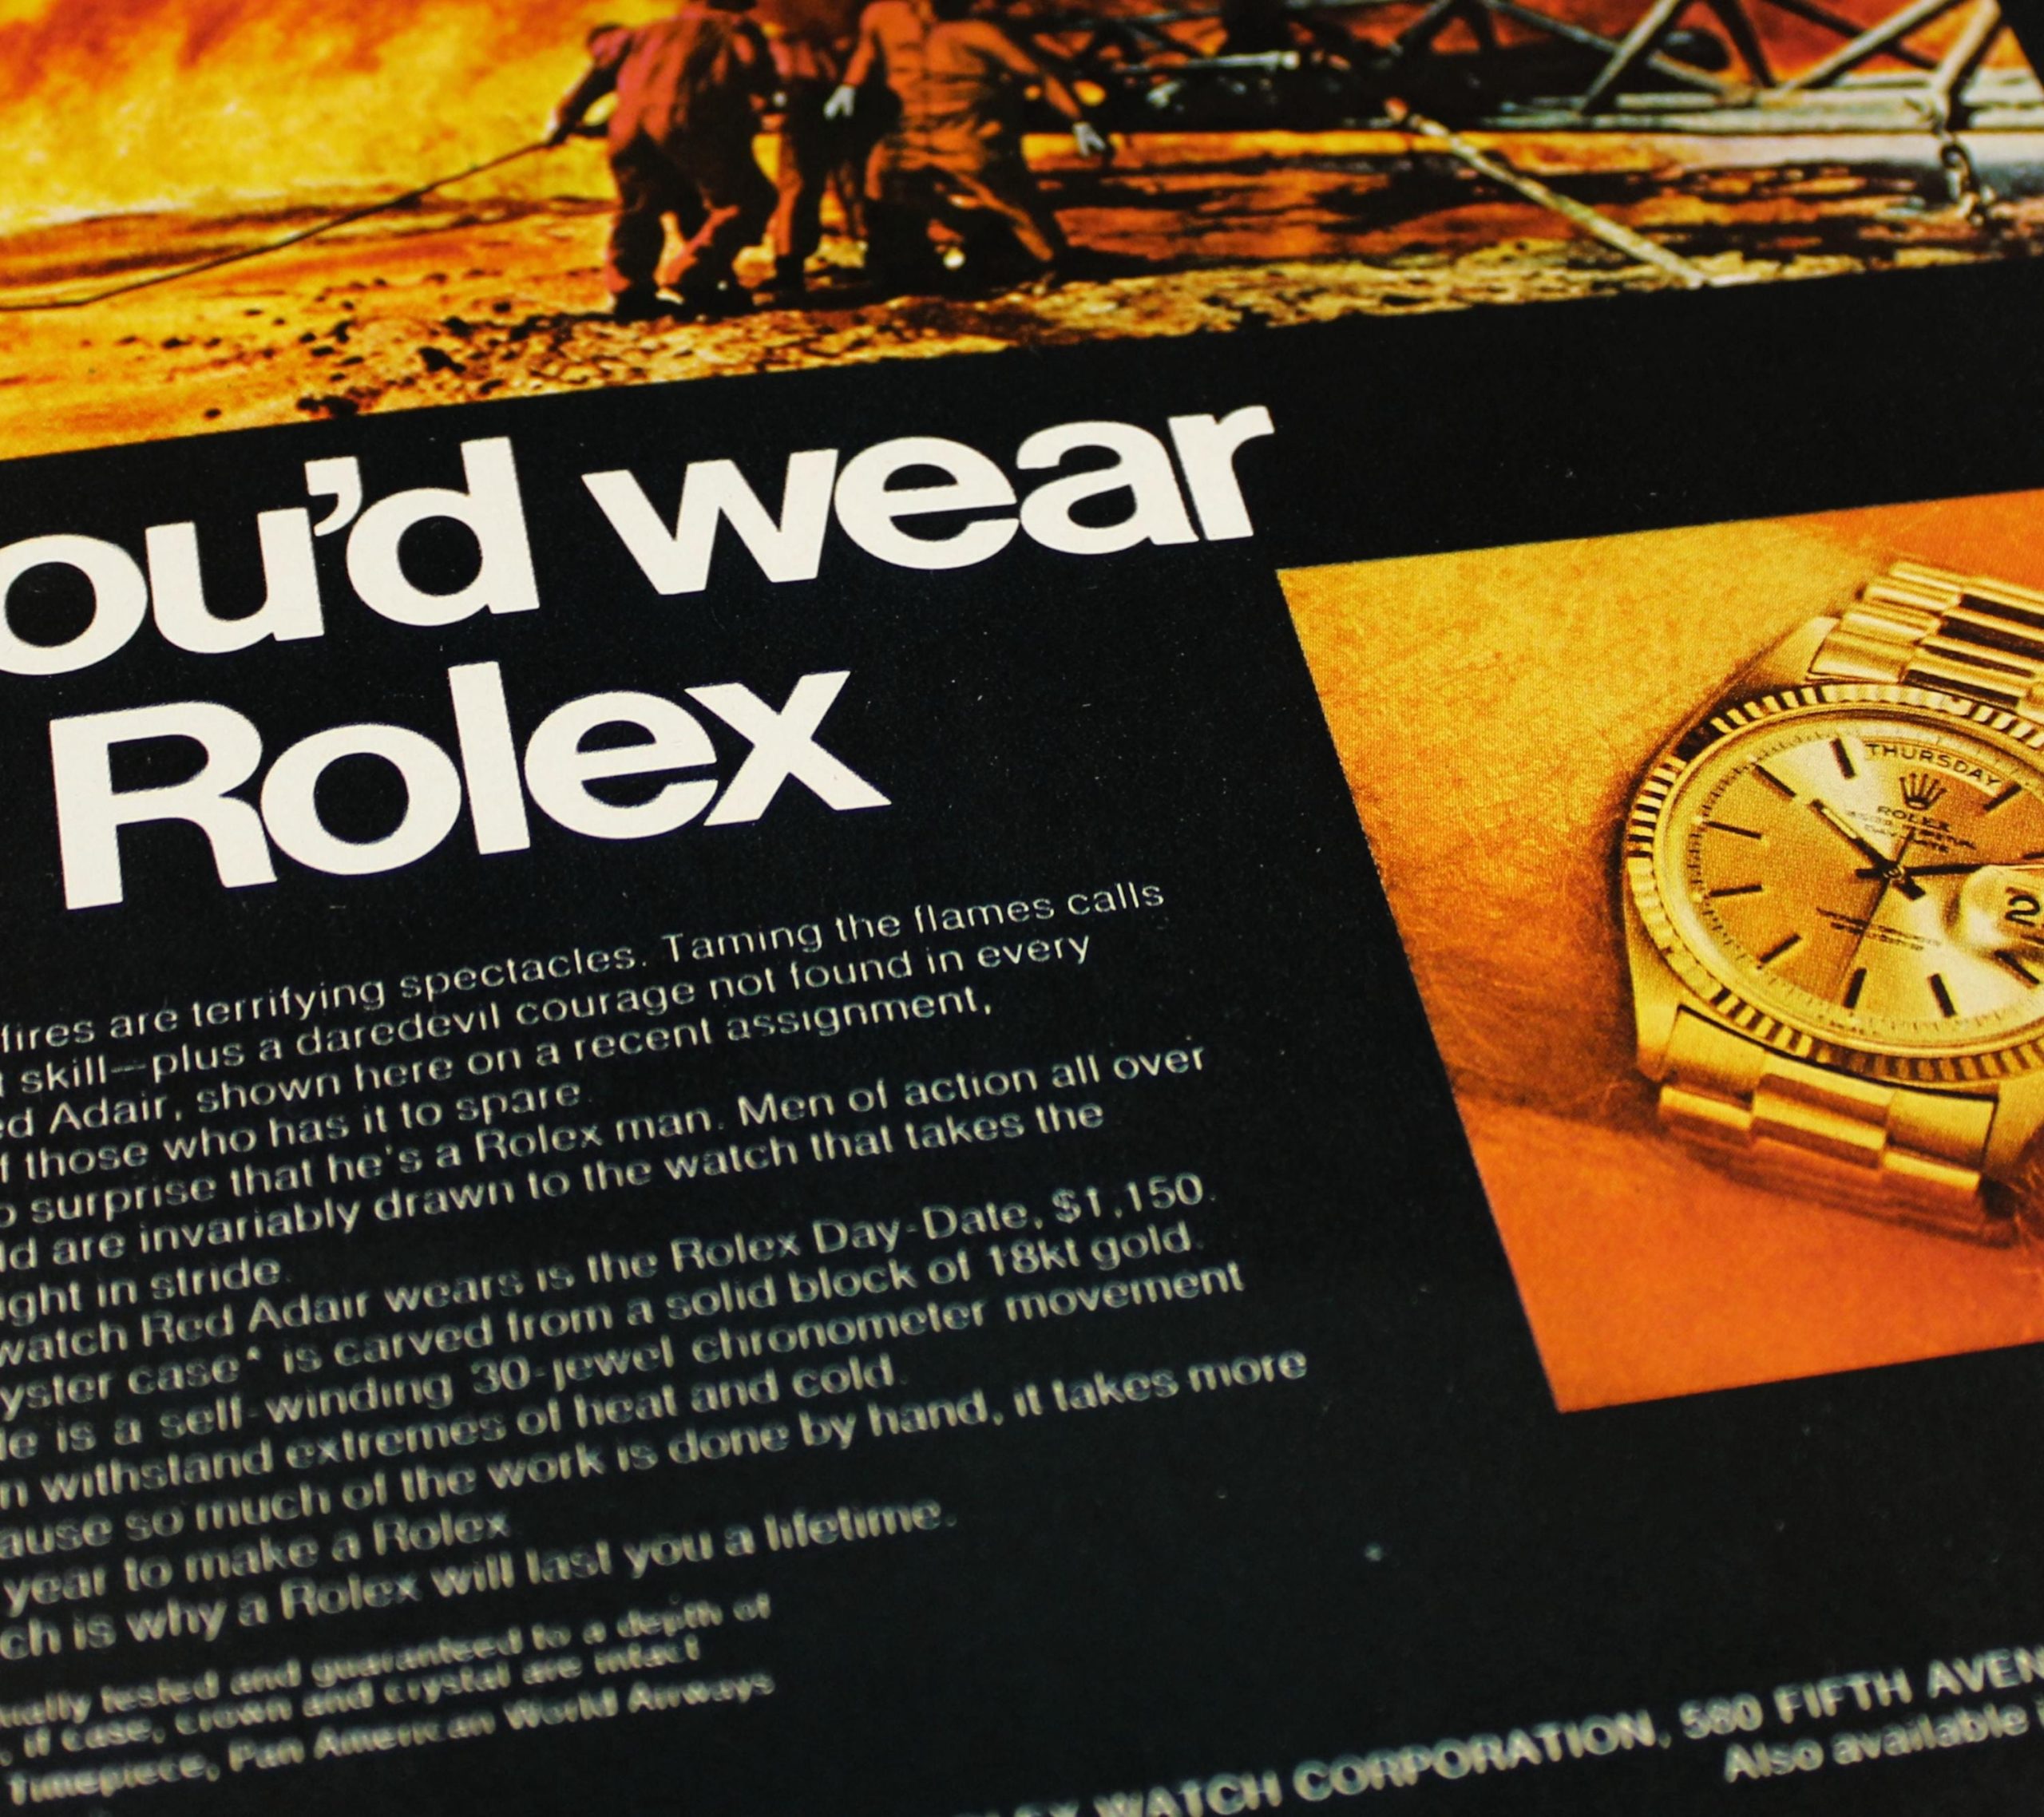 ou'd wear
Rolex
fires are terrifying spectacles. Taming the flames calls
t skill—plus a daredevil courage not found in every
ed Adair, shown here on a recent assignment,
f those who has it to spare.
o surprise that he's a Rolex man. Men of action all over
ld are invariably drawn to the watch that takes the
ight in stride.
watch Red Adair wears is the Rolex Day-Date, $1,150.
yster case* is carved from a solid block of 18kt gold.
de is a self-winding 30-jewel chronometer movement
n withstand extremes of heat and cold.
ause so much of the work is done by hand, it takes more
year to make a Rolex.
ch is why a Rolex will last you a lifetime.
ually tested and guaranteed to a depth of
, if case, crown and crystal are intact
Timepiece, Pan American World Airways
THURSDAY
ROLEX
2
LEX WATCH CORPORATION, 580 FIFTH AVEN
Also available